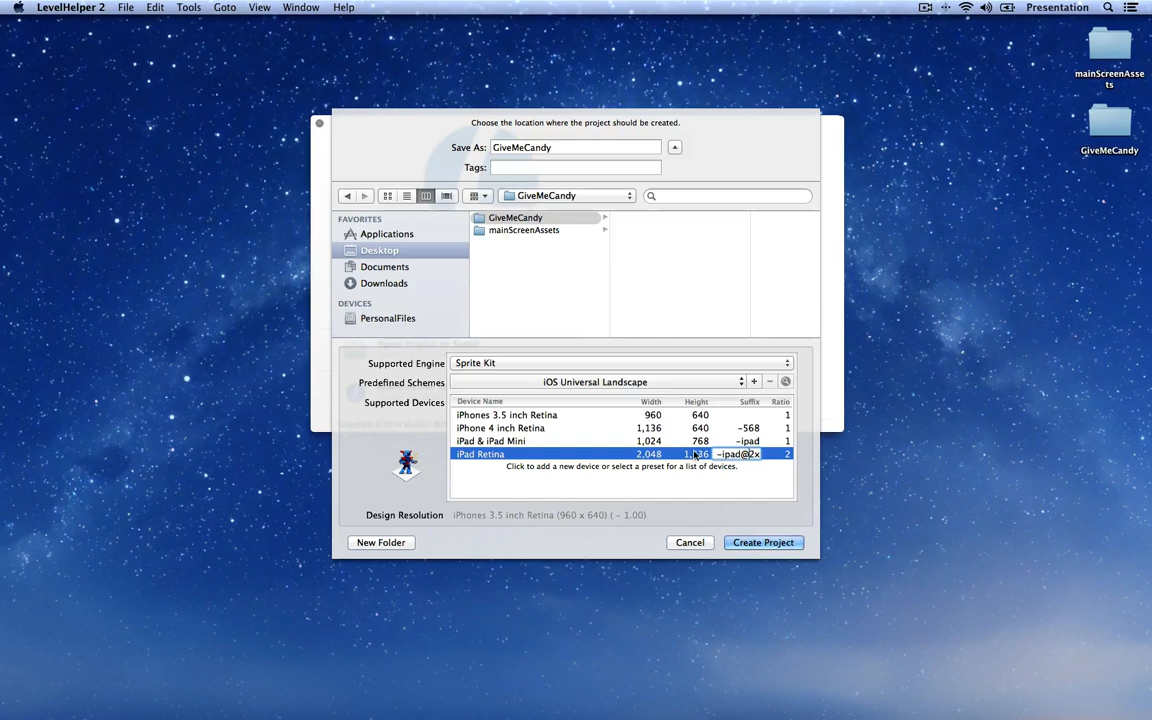 LevelHelper 2 File Edit Tools Goto View Window Help Presentation
mainScreenAsse
ts
GiveMeCandy
Choose the location where the project should be created.
Save As: GiveMeCandy
Tags:
GiveMeCandy
FAVORITES
Applications
Desktop
Documents
Downloads
DEVICES
PersonalFiles
GiveMeCandy
mainScreenAssets
Supported Engine Sprite Kit
Predefined Schemes iOS Universal Landscape
Supported Devices
Device Name Width Height Suffix Ratio
iPhones 3.5 inch Retina 960 640 1
iPhone 4 inch Retina 1,136 640 -568 1
iPad & iPad Mini 1,024 768 -ipad 1
iPad Retina 2,048 -ipad@2x 2
Click to add a new device or select a preset for a list of devices.
Design Resolution iPhones 3.5 inch Retina (960 x 640) ( - 1.00)
New Folder Cancel Create Project